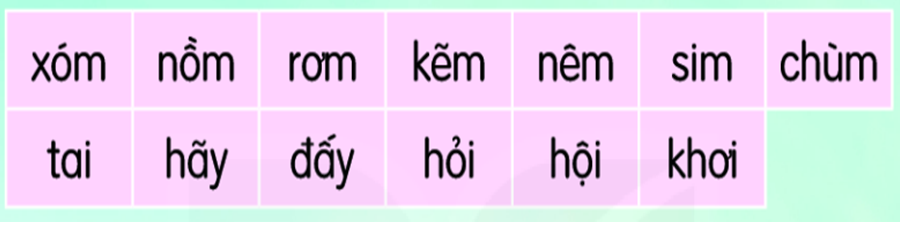 xóm nồm rơm kẽm nêm sim chùm
tai hãy đấy hỏi hội khơi